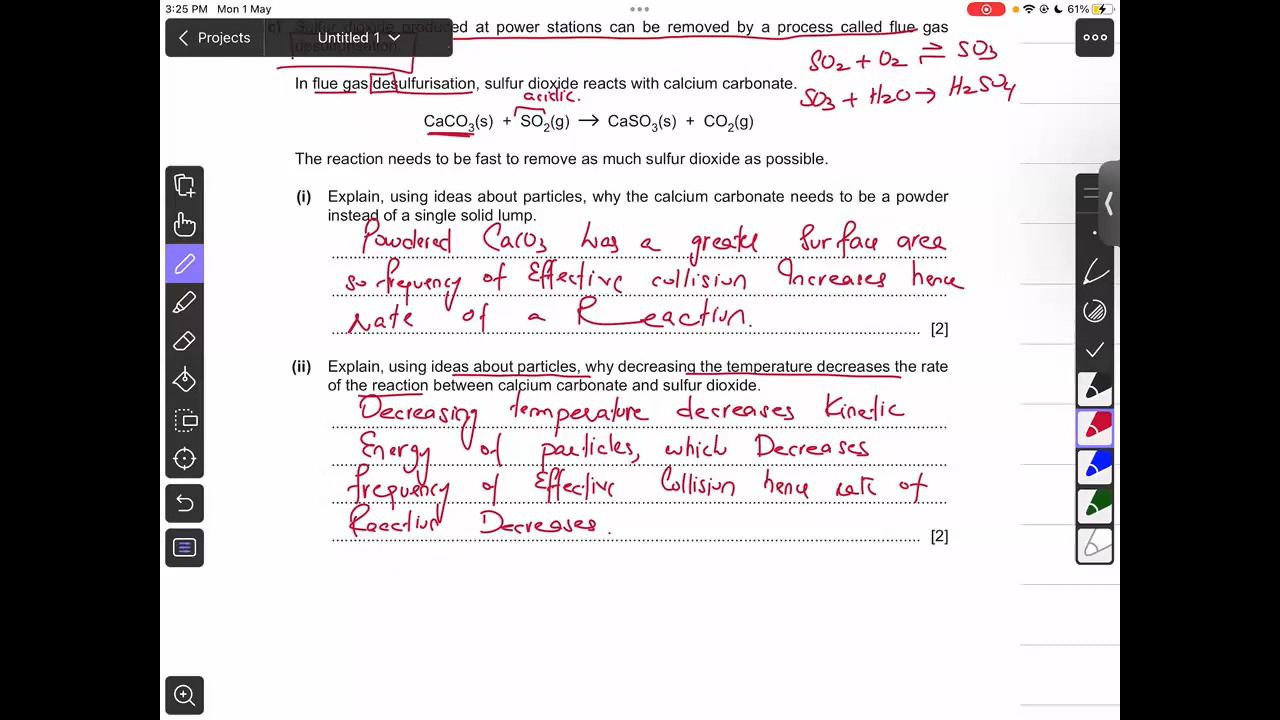 3:25 PM Mon 1 May
61%
Projects
Untitled 1
c) Sulfur dioxide produced at power stations can be removed by a process called flue gas
desulfurisation.
SO2 + O2 ⇌ SO3
SO3 + H2O → H2SO4
In flue gas desulfurisation, sulfur dioxide reacts with calcium carbonate.
acidic.
CaCO3(s) + SO2(g) → CaSO3(s) + CO2(g)
The reaction needs to be fast to remove as much sulfur dioxide as possible.
(i) Explain, using ideas about particles, why the calcium carbonate needs to be a powder
instead of a single solid lump.
Powdered CaCO3 has a greate Surface area
so frequency of Effective collision Increases hence
rate of a Reaction.
[2]
(ii) Explain, using ideas about particles, why decreasing the temperature decreases the rate
of the reaction between calcium carbonate and sulfur dioxide.
Decreasing temperature decreases Kinetic
Energy of particles, which Decreases
frequency of Effective Collision hence rate of
Reaction Decreases.
[2]